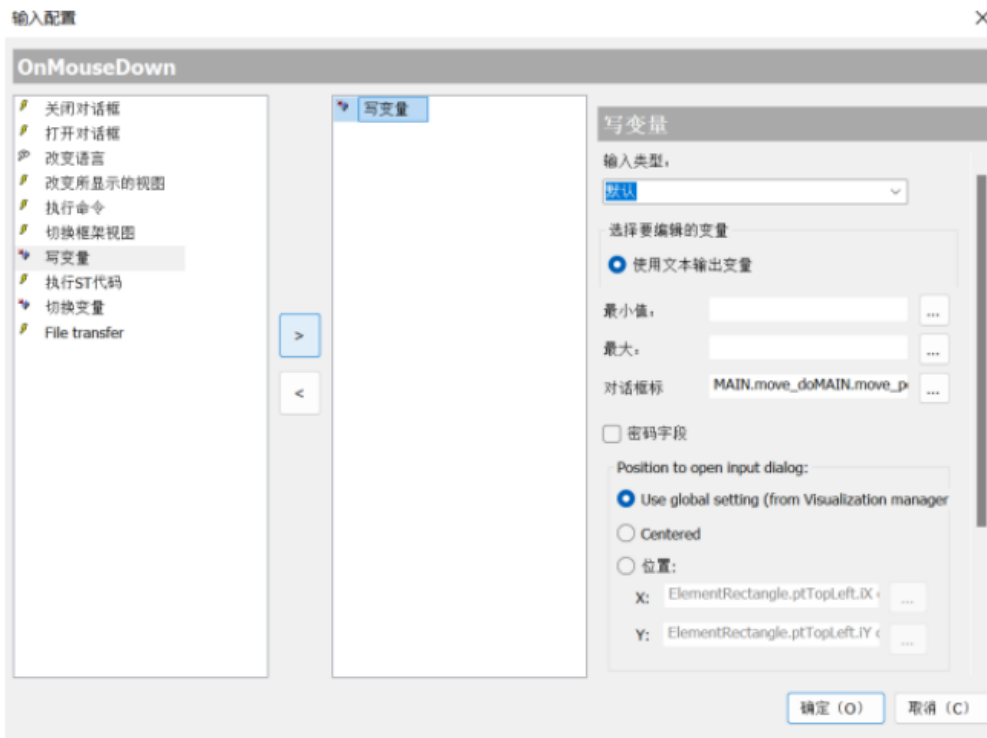 输入配置
OnMouseDown
关闭对话框
打开对话框
改变语言
改变所显示的视图
执行命令
切换框架视图
写变量
执行ST代码
切换变量
File transfer
>
<
写变量
写变量
输入类型：
默认
选择要编辑的变量
使用文本输出变量
最小值：
...
最大：
...
对话框标 MAIN.move_doMAIN.move_p
...
密码字段
Position to open input dialog:
Use global setting (from Visualization manager
Centered
位置:
X: ElementRectangle.ptTopLeft.iX
...
Y: ElementRectangle.ptTopLeft.iY
...
确定（O） 取消（C）